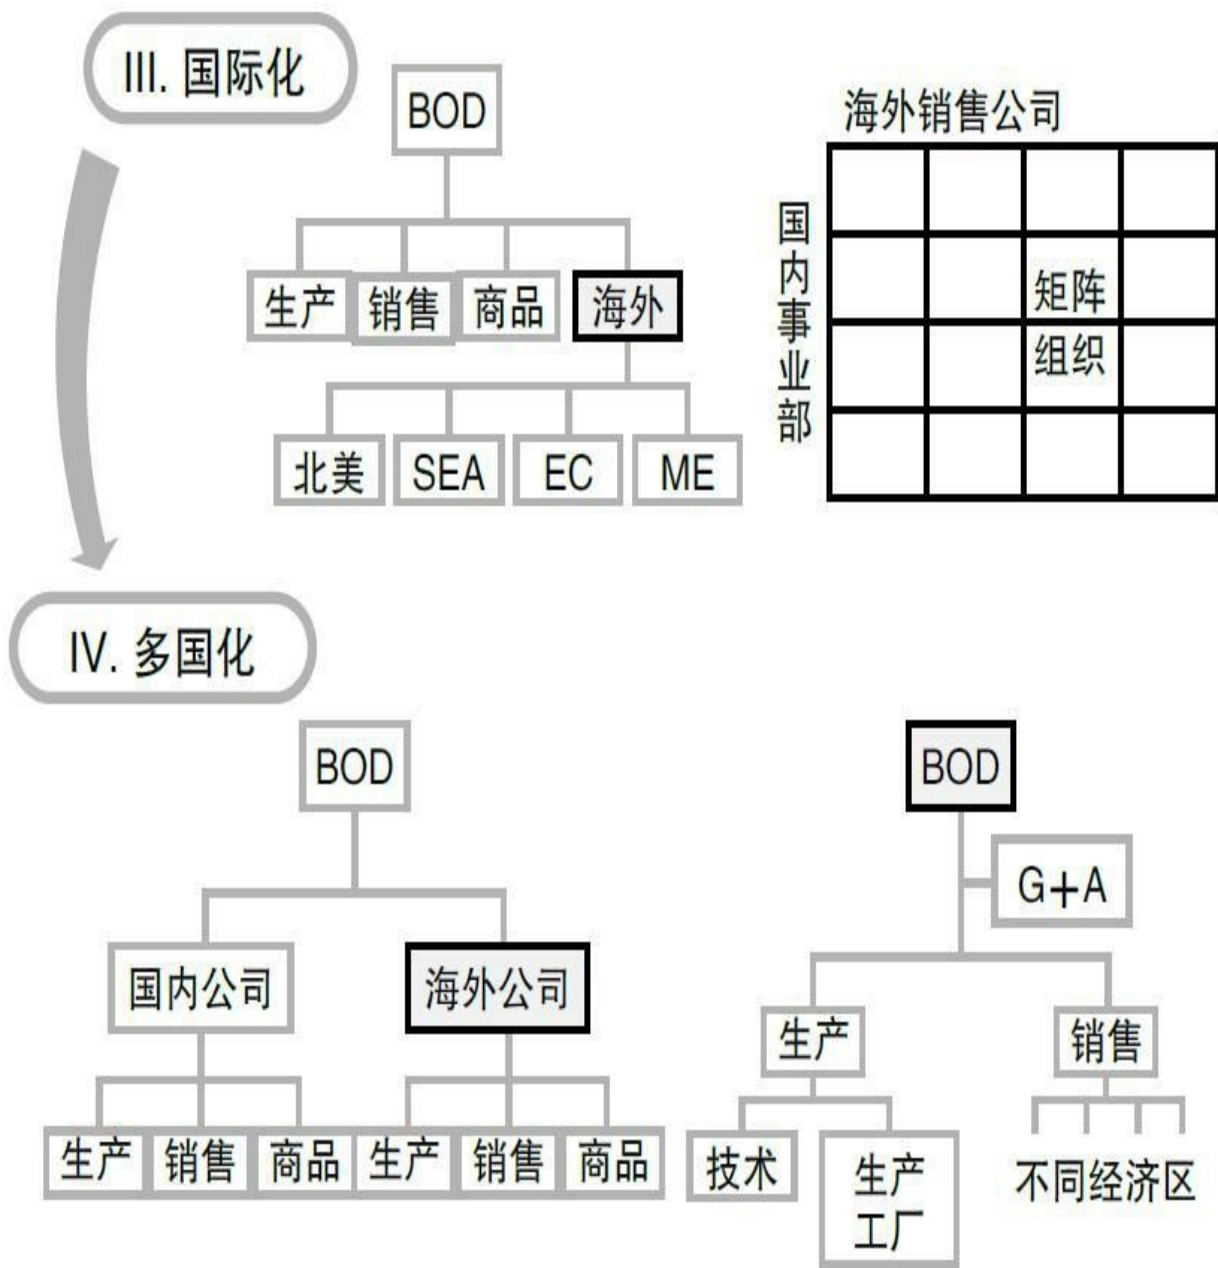 III. 国际化
BOD
生产
销售
商品
海外
北美
SEA
EC
ME
海外销售公司
国内事业部
矩阵
组织
IV. 多国化
BOD
国内公司
海外公司
生产
销售
商品
生产
销售
商品
BOD
G+A
生产
销售
技术
生产
工厂
不同经济区